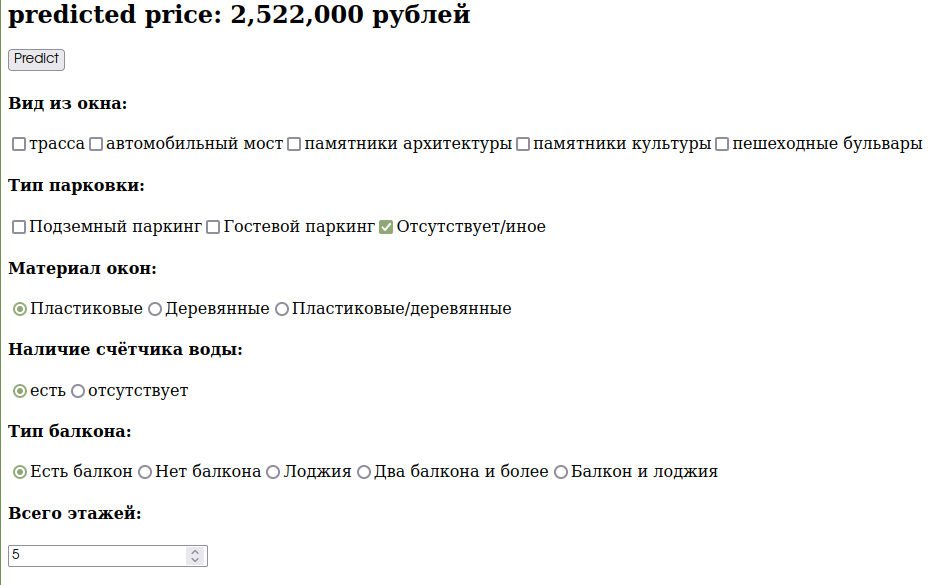 predicted price: 2,522,000 рублей
Predict
Вид из окна:
трасса автомобильный мост памятники архитектуры памятники культуры пешеходные бульвары
Тип парковки:
Подземный паркинг Гостевой паркинг Отсутствует/иное
Материал окон:
Пластиковые Деревянные Пластиковые/деревянные
Наличие счётчика воды:
есть отсутствует
Тип балкона:
Есть балкон Нет балкона Лоджия Два балкона и более Балкон и лоджия
Всего этажей:
5